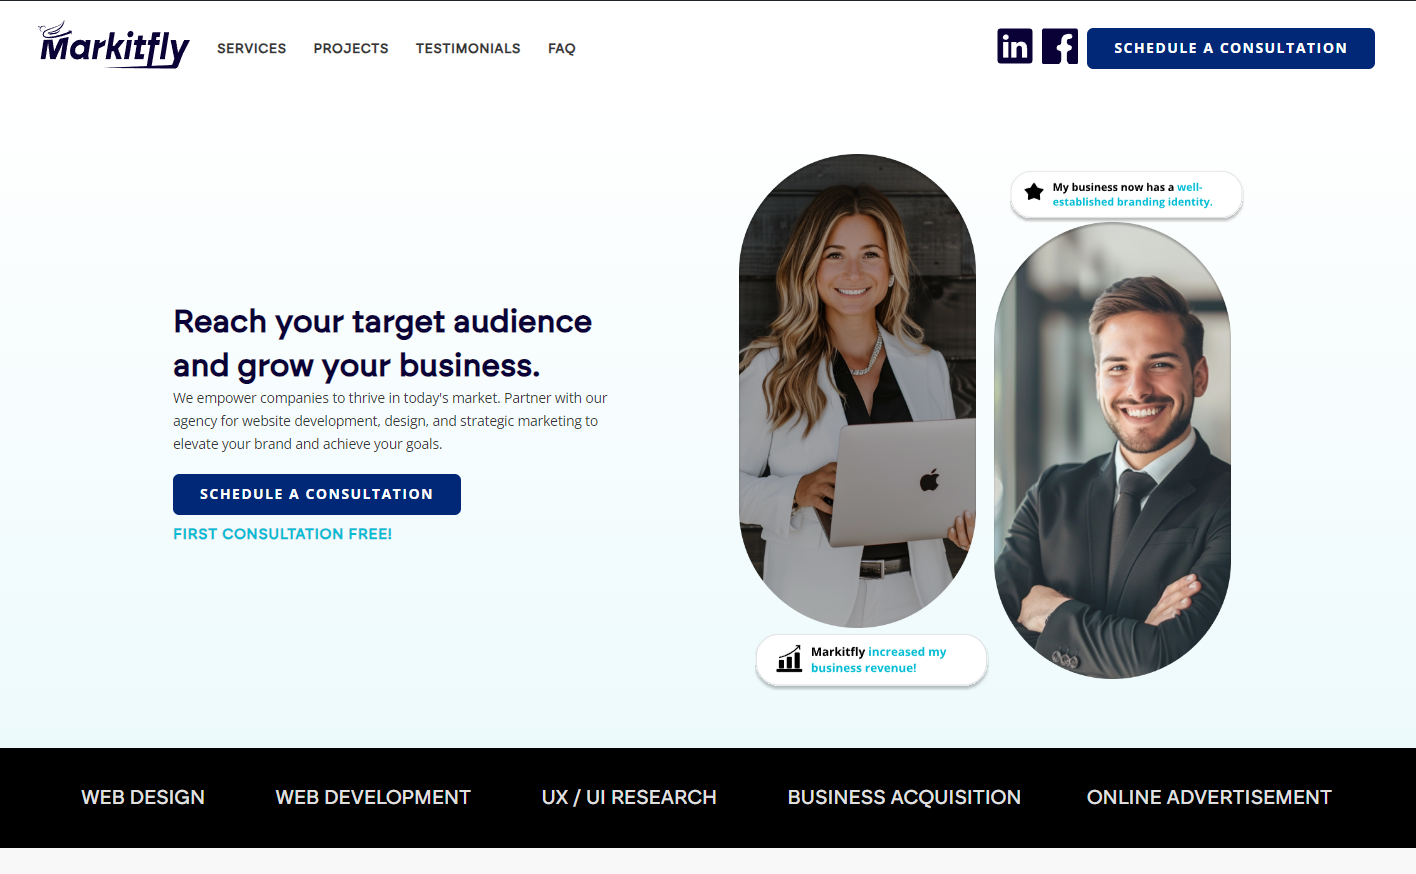 Markitfly
SERVICES
PROJECTS
TESTIMONIALS
FAQ
in
f
SCHEDULE A CONSULTATION
My business now has a well-
established branding identity.
Reach your target audience
and grow your business.
We empower companies to thrive in today's market. Partner with our
agency for website development, design, and strategic marketing to
elevate your brand and achieve your goals.
SCHEDULE A CONSULTATION
FIRST CONSULTATION FREE!
Markitfly increased my
business revenue!
WEB DESIGN
WEB DEVELOPMENT
UX / UI RESEARCH
BUSINESS ACQUISITION
ONLINE ADVERTISEMENT